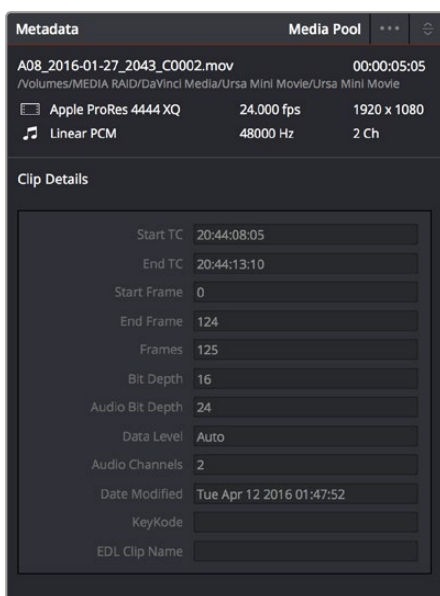 Metadata Media Pool •••
A08_2016-01-27_2043_C0002.mov 00:00:05:05
/Volumes/MEDIA RAID/DaVinci Media/Ursa Mini Movie/Ursa Mini Movie
Apple ProRes 4444 XQ 24.000 fps 1920 x 1080
Linear PCM 48000 Hz 2 Ch
Clip Details
Start TC 20:44:08:05
End TC 20:44:13:10
Start Frame 0
End Frame 124
Frames 125
Bit Depth 16
Audio Bit Depth 24
Data Level Auto
Audio Channels 2
Date Modified Tue Apr 12 2016 01:47:52
KeyKode
EDL Clip Name